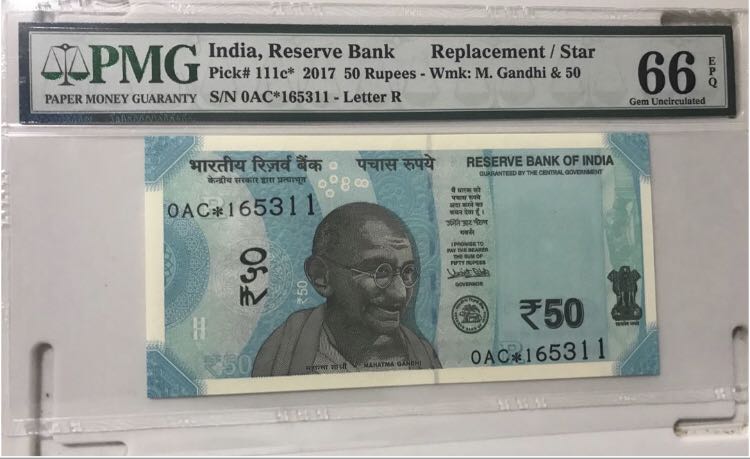 PMG
PAPER MONEY GUARANTY
India, Reserve Bank Replacement / Star
Pick# 111c* 2017 50 Rupees - Wmk: M. Gandhi & 50
S/N 0AC*165311 - Letter R
66 EPQ
Gem Uncirculated
भारतीय रिज़र्व बैंक पचास रुपये RESERVE BANK OF INDIA
केन्द्रीय सरकार द्वारा प्रत्याभूत GUARANTEED BY THE CENTRAL GOVERNMENT
0AC*165311
मैं धारक को
पचास रुपये
अदा करने का
वचन देता हूँ ।
I PROMISE TO
PAY THE BEARER
THE SUM OF
FIFTY RUPEES
GOVERNOR
₹५०
₹50
₹50
₹50
सत्यमेव जयते
0AC*165311
महात्मा गांधी MAHATMA GANDHI